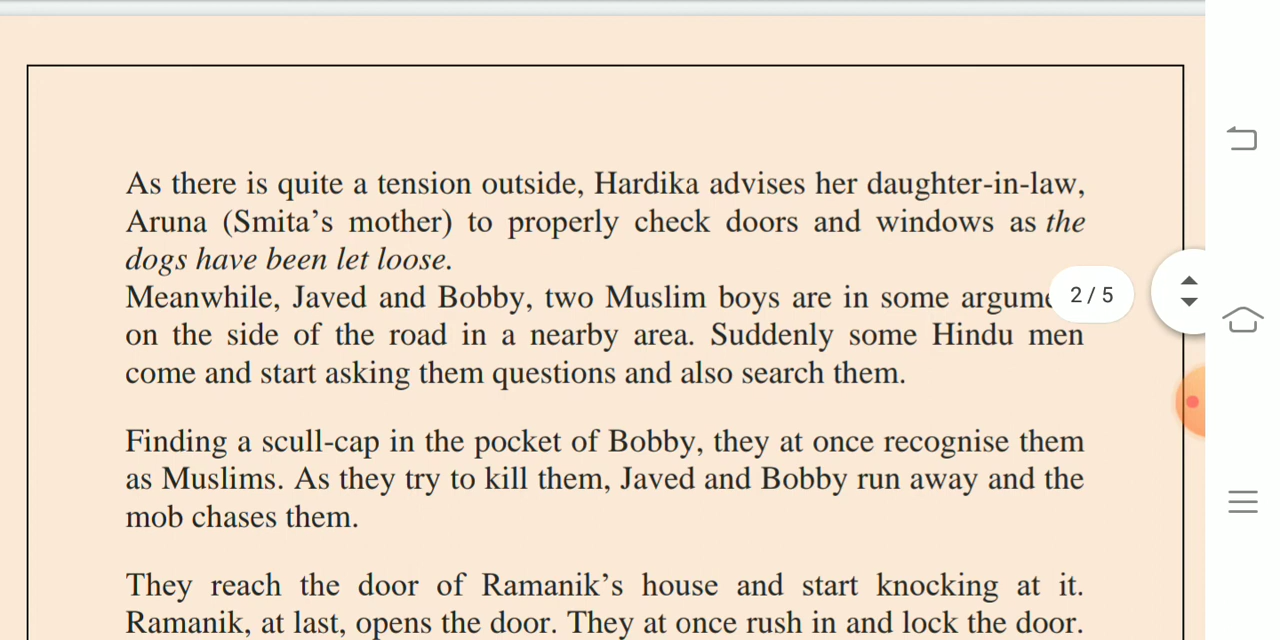 As there is quite a tension outside, Hardika advises her daughter-in-law,
Aruna (Smita’s mother) to properly check doors and windows as the
dogs have been let loose.
Meanwhile, Javed and Bobby, two Muslim boys are in some argume
2 / 5
on the side of the road in a nearby area. Suddenly some Hindu men
come and start asking them questions and also search them.
Finding a scull-cap in the pocket of Bobby, they at once recognise them
as Muslims. As they try to kill them, Javed and Bobby run away and the
mob chases them.
They reach the door of Ramanik’s house and start knocking at it.
Ramanik, at last, opens the door. They at once rush in and lock the door.